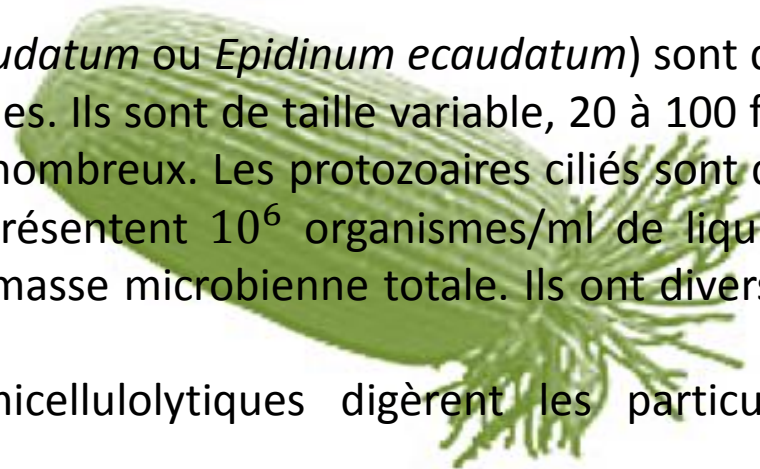 udatum ou Epidinum ecaudatum) sont
es. Ils sont de taille variable, 20 à 100 f
nombreux. Les protozoaires ciliés sont
résentent 10⁶ organismes/ml de liqu
masse microbienne totale. Ils ont divers
nicellulolytiques digèrent les particu